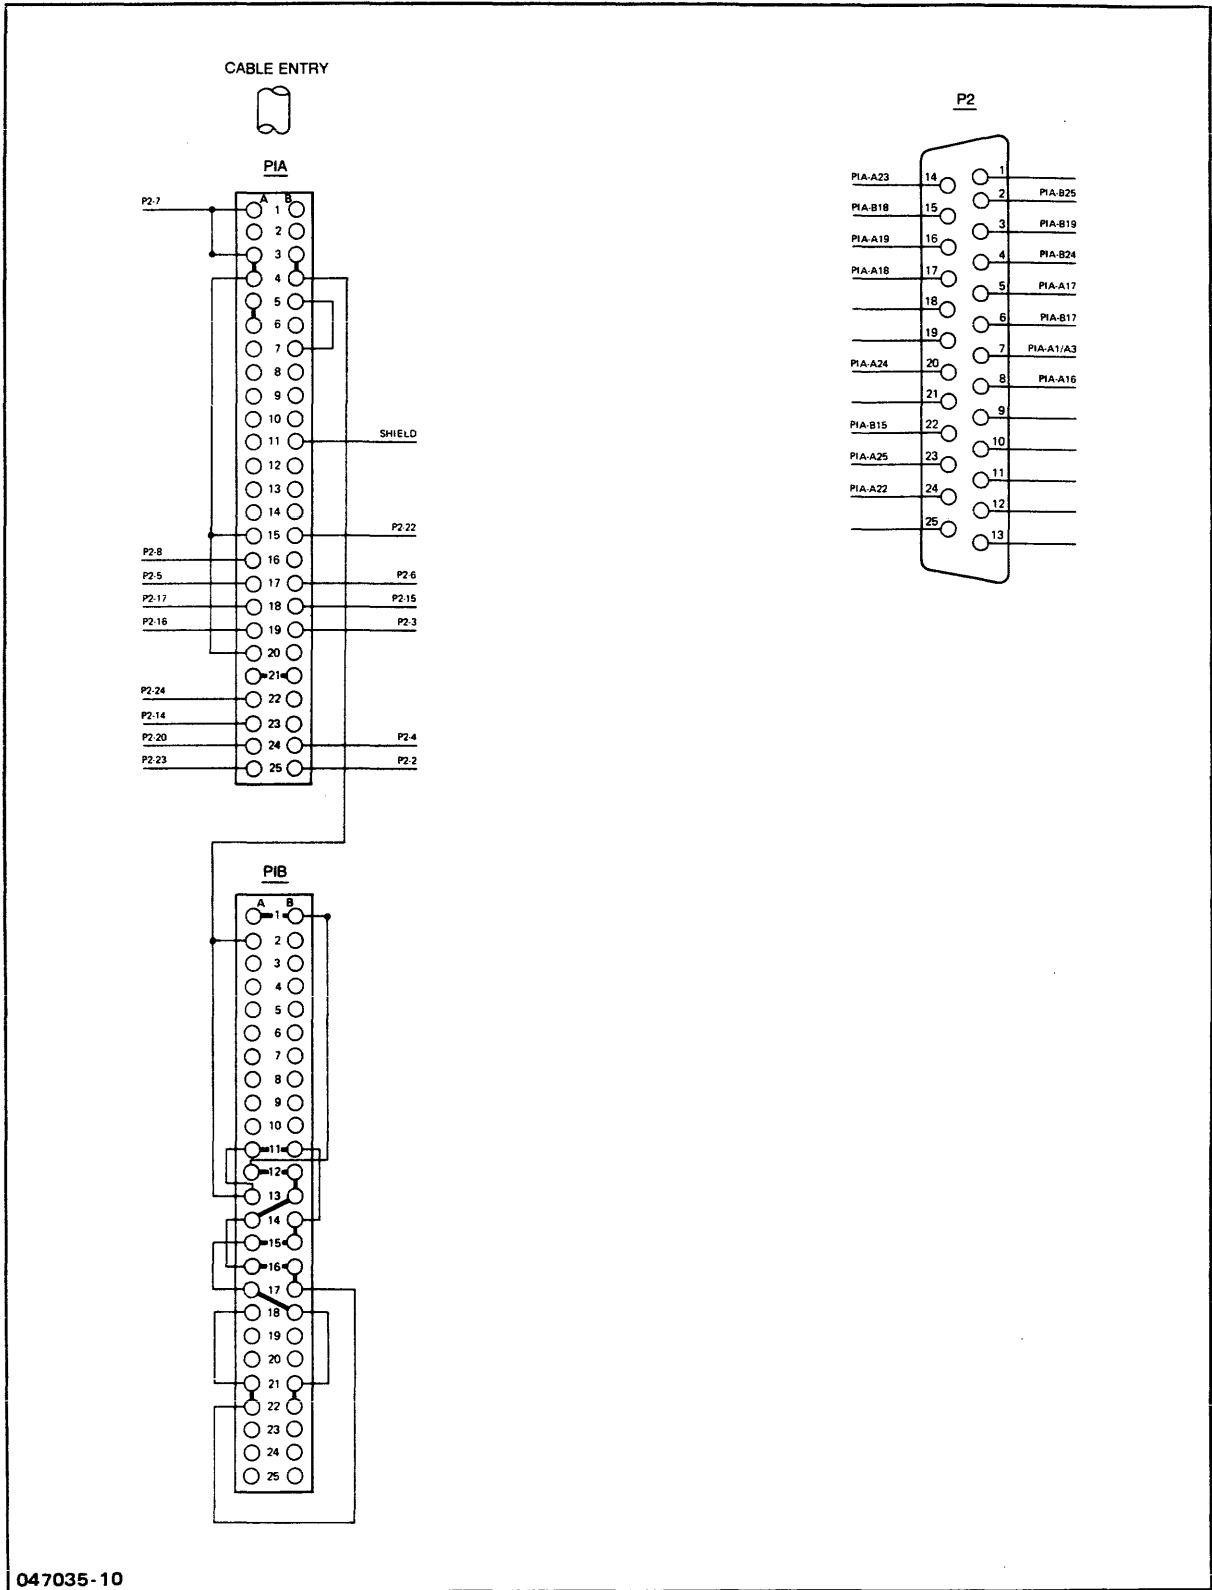 CABLE ENTRY
PIA
A B
P2-7
1
2
3
4
5
6
7
8
9
10
11 SHIELD
12
13
14
15 P2-22
P2-8 16
P2-5 17 P2-6
P2-17 18 P2-15
P2-16 19 P2-3
20
21
P2-24 22
P2-14 23
P2-20 24 P2-4
P2-23 25 P2-2
PIB
A B
1
2
3
4
5
6
7
8
9
10
11
12
13
14
15
16
17
18
19
20
21
22
23
24
25
P2
1
PIA-A23 14
2 PIA-B25
PIA-B18 15
3 PIA-B19
PIA-A19 16
4 PIA-B24
PIA-A18 17
5 PIA-A17
18
6 PIA-B17
19
7 PIA-A1/A3
PIA-A24 20
8 PIA-A16
21
9
PIA-B15 22
10
PIA-A25 23
11
PIA-A22 24
12
25
13
047035-10